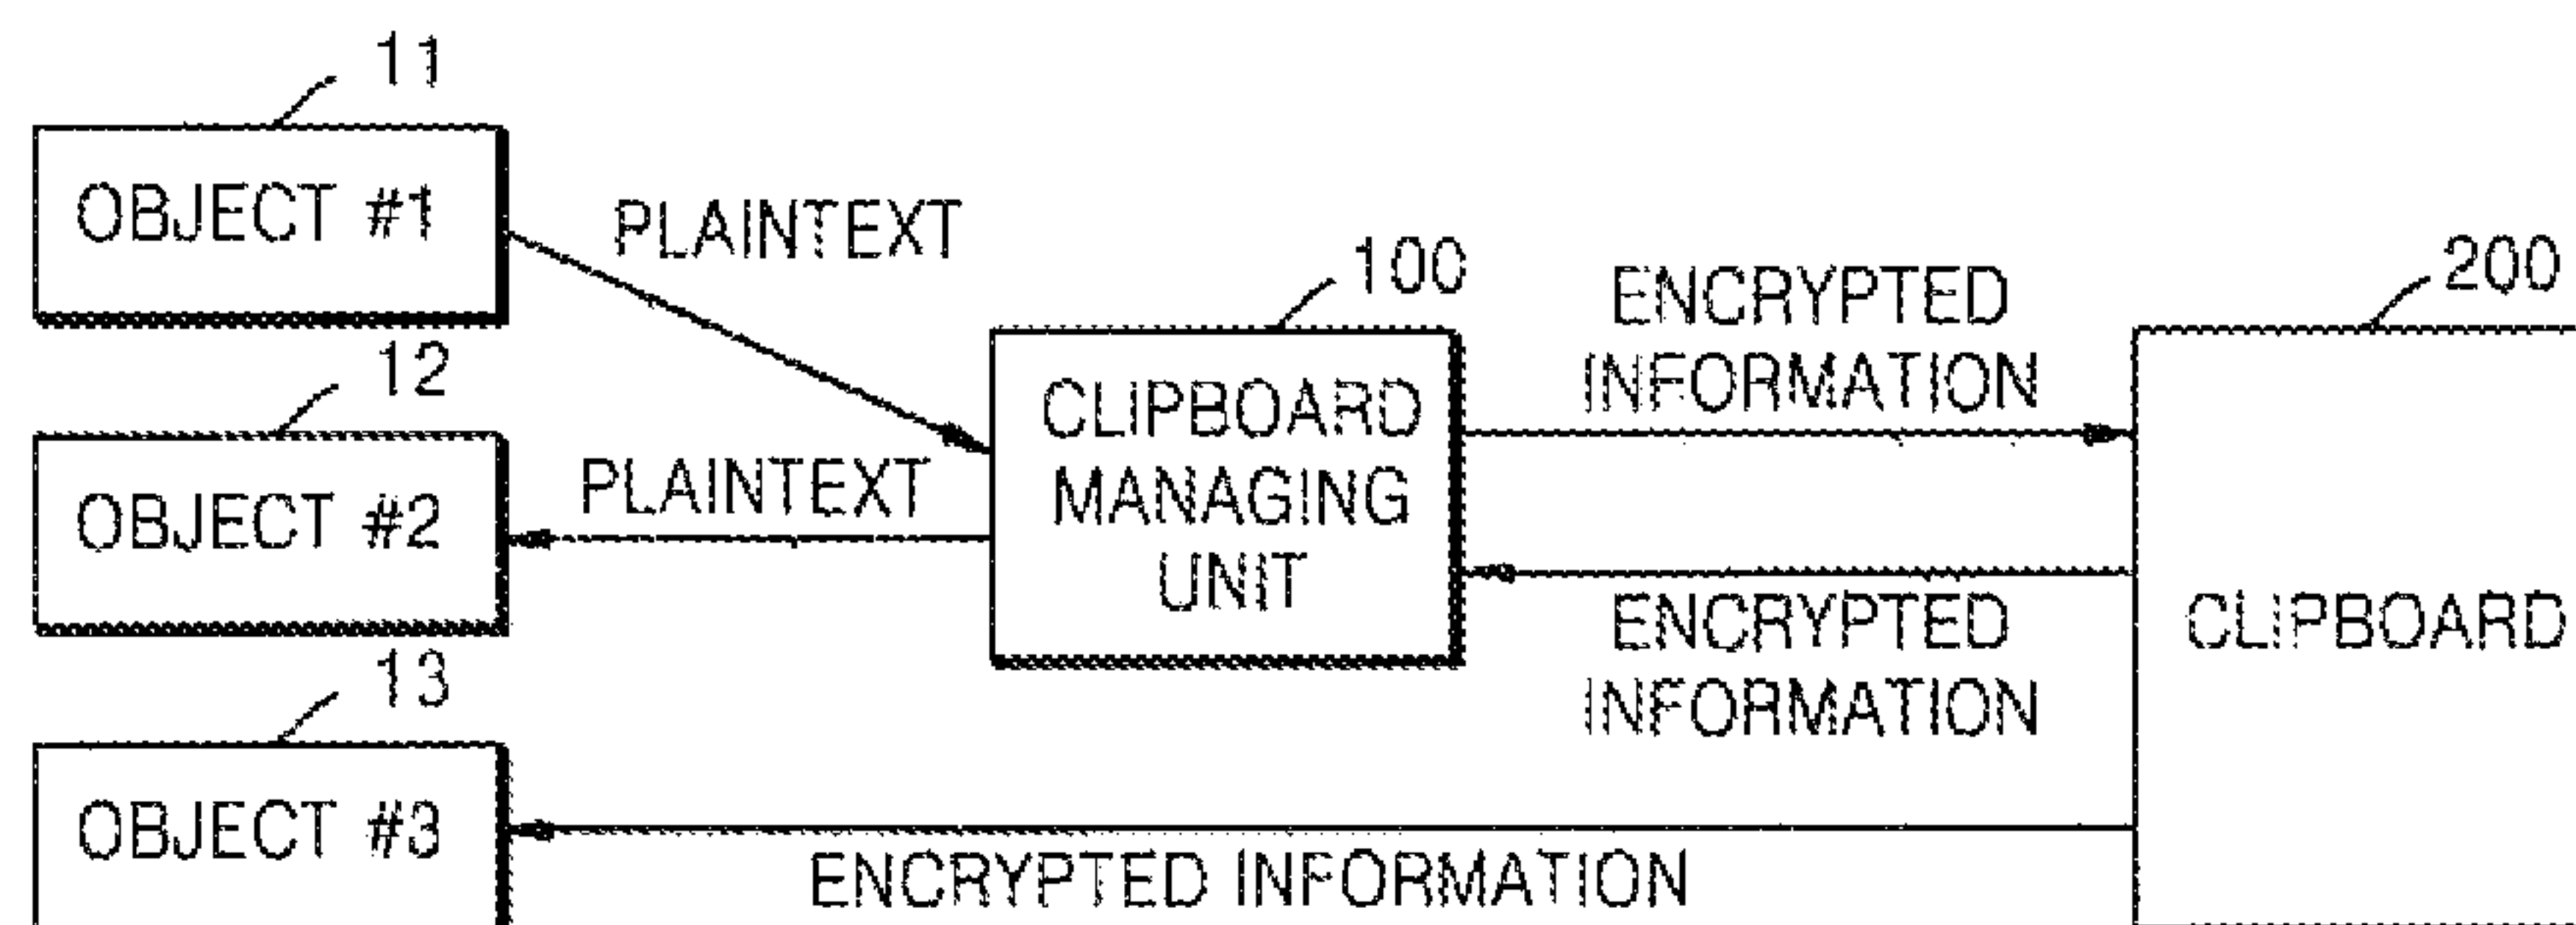 11
OBJECT #1
PLAINTEXT
100
ENCRYPTED
INFORMATION
200
12
OBJECT #2
PLAINTEXT
CLIPBOARD
MANAGING
UNIT
ENCRYPTED
INFORMATION
CLIPBOARD
13
OBJECT #3
ENCRYPTED INFORMATION